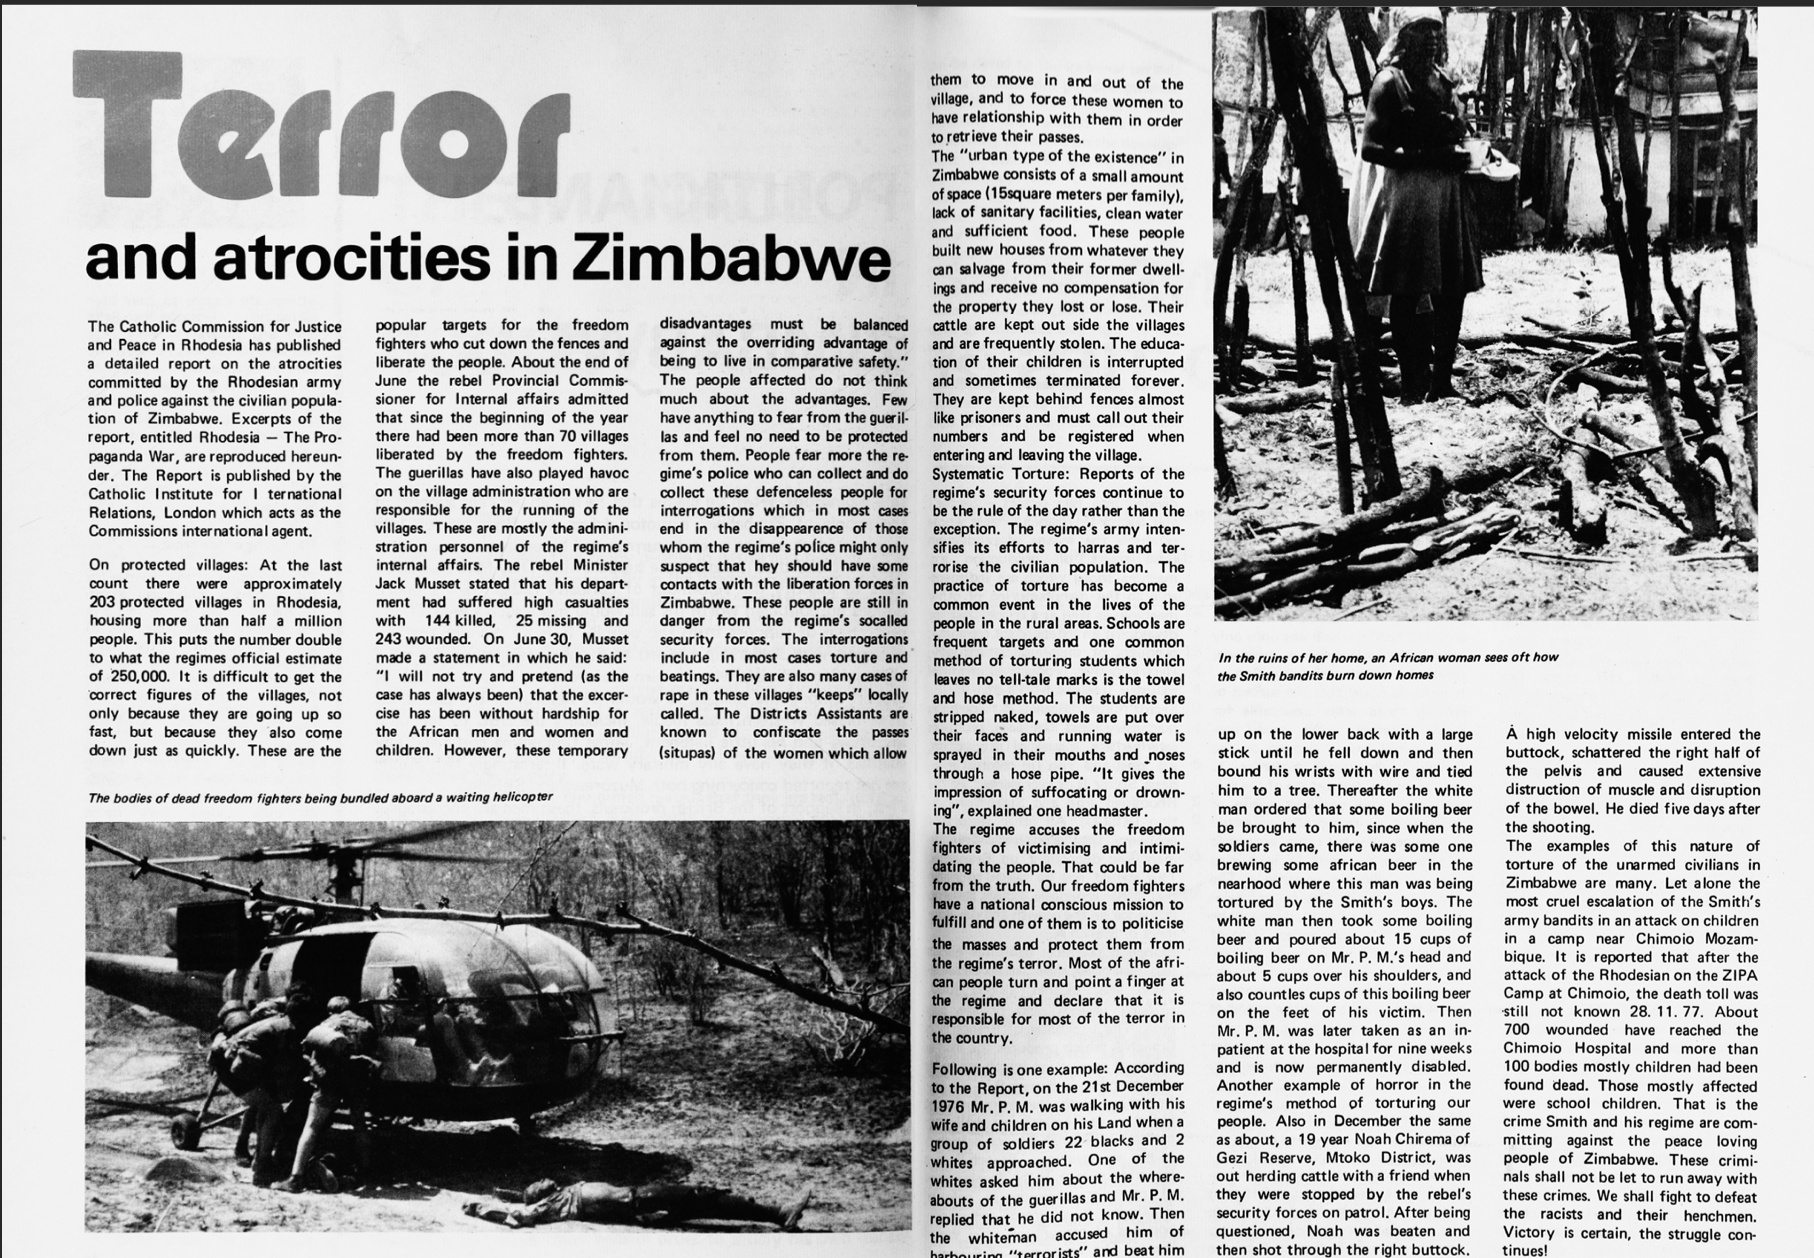 Terror
and atrocities in Zimbabwe
The Catholic Commission for Justice
and Peace in Rhodesia has published
a detailed report on the atrocities
committed by the Rhodesian army
and police against the civilian popula-
tion of Zimbabwe. Excerpts of the
report, entitled Rhodesia — The Pro-
paganda War, are reproduced hereun-
der. The Report is published by the
Catholic Institute for I ternational
Relations, London which acts as the
Commissions international agent.
On protected villages: At the last
count there were approximately
203 protected villages in Rhodesia,
housing more than half a million
people. This puts the number double
to what the regimes official estimate
of 250,000. It is difficult to get the
correct figures of the villages, not
only because they are going up so
fast, but because they also come
down just as quickly. These are the
popular targets for the freedom
fighters who cut down the fences and
liberate the people. About the end of
June the rebel Provincial Commis-
sioner for Internal affairs admitted
that since the beginning of the year
there had been more than 70 villages
liberated by the freedom fighters.
The guerillas have also played havoc
on the village administration who are
responsible for the running of the
villages. These are mostly the admini-
stration personnel of the regime's
internal affairs. The rebel Minister
Jack Musset stated that his depart-
ment had suffered high casualties
with 144 killed, 25 missing and
243 wounded. On June 30, Musset
made a statement in which he said:
"I will not try and pretend (as the
case has always been) that the exer-
cise has been without hardship for
the African men and women and
children. However, these temporary
disadvantages must be balanced
against the overriding advantage of
being to live in comparative safety."
The people affected do not think
much about the advantages. Few
have anything to fear from the gueril-
las and feel no need to be protected
from them. People fear more the re-
gime's police who can collect and do
collect these defenceless people for
interrogations which in most cases
end in the disappearence of those
whom the regime's police might only
suspect that hey should have some
contacts with the liberation forces in
Zimbabwe. These people are still in
danger from the regime's socalled
security forces. The interrogations
include in most cases torture and
beatings. They are also many cases of
rape in these villages "keeps" locally
called. The Districts Assistants are
known to confiscate the passes
(situpas) of the women which allow
The bodies of dead freedom fighters being bundled aboard a waiting helicopter
them to move in and out of the
village, and to force these women to
have relationship with them in order
to retrieve their passes.
The "urban type of the existence" in
Zimbabwe consists of a small amount
of space (15square meters per family),
lack of sanitary facilities, clean water
and sufficient food. These people
built new houses from whatever they
can salvage from their former dwell-
ings and receive no compensation for
the property they lost or lose. Their
cattle are kept out side the villages
and are frequently stolen. The educa-
tion of their children is interrupted
and sometimes terminated forever.
They are kept behind fences almost
like prisoners and must call out their
numbers and be registered when
entering and leaving the village.
Systematic Torture: Reports of the
regime's security forces continue to
be the rule of the day rather than the
exception. The regime's army inten-
sifies its efforts to harras and ter-
rorise the civilian population. The
practice of torture has become a
common event in the lives of the
people in the rural areas. Schools are
frequent targets and one common
method of torturing students which
leaves no tell-tale marks is the towel
and hose method. The students are
stripped naked, towels are put over
their faces and running water is
sprayed in their mouths and noses
through a hose pipe. "It gives the
impression of suffocating or drown-
ing", explained one headmaster.
The regime accuses the freedom
fighters of victimising and intimi-
dating the people. That could be far
from the truth. Our freedom fighters
have a national conscious mission to
fulfill and one of them is to politicise
the masses and protect them from
the regime's terror. Most of the afri-
can people turn and point a finger at
the regime and declare that it is
responsible for most of the terror in
the country.
Following is one example: According
to the Report, on the 21st December
1976 Mr. P. M. was walking with his
wife and children on his Land when a
group of soldiers 22 blacks and 2
whites approached. One of the
whites asked him about the where-
abouts of the guerillas and Mr. P. M.
replied that he did not know. Then
the whiteman accused him of
harbouring "terrorists" and beat him
In the ruins of her home, an African woman sees oft how
the Smith bandits burn down homes
up on the lower back with a large
stick until he fell down and then
bound his wrists with wire and tied
him to a tree. Thereafter the white
man ordered that some boiling beer
be brought to him, since when the
soldiers came, there was some one
brewing some african beer in the
nearhood where this man was being
tortured by the Smith's boys. The
white man then took some boiling
beer and poured about 15 cups of
boiling beer on Mr. P. M.'s head and
about 5 cups over his shoulders, and
also countles cups of this boiling beer
on the feet of his victim. Then
Mr. P. M. was later taken as an in-
patient at the hospital for nine weeks
and is now permanently disabled.
Another example of horror in the
regime's method of torturing our
people. Also in December the same
as about, a 19 year Noah Chirema of
Gezi Reserve, Mtoko District, was
out herding cattle with a friend when
they were stopped by the rebel's
security forces on patrol. After being
questioned, Noah was beaten and
then shot through the right buttock.
A high velocity missile entered the
buttock, schattered the right half of
the pelvis and caused extensive
distruction of muscle and disruption
of the bowel. He died five days after
the shooting.
The examples of this nature of
torture of the unarmed civilians in
Zimbabwe are many. Let alone the
most cruel escalation of the Smith's
army bandits in an attack on children
in a camp near Chimoio Mozam-
bique. It is reported that after the
attack of the Rhodesian on the ZIPA
Camp at Chimoio, the death toll was
still not known 28. 11. 77. About
700 wounded have reached the
Chimoio Hospital and more than
100 bodies mostly children had been
found dead. Those mostly affected
were school children. That is the
crime Smith and his regime are com-
mitting against the peace loving
people of Zimbabwe. These crimi-
nals shall not be let to run away with
these crimes. We shall fight to defeat
the racists and their henchmen.
Victory is certain, the struggle con-
tinues!